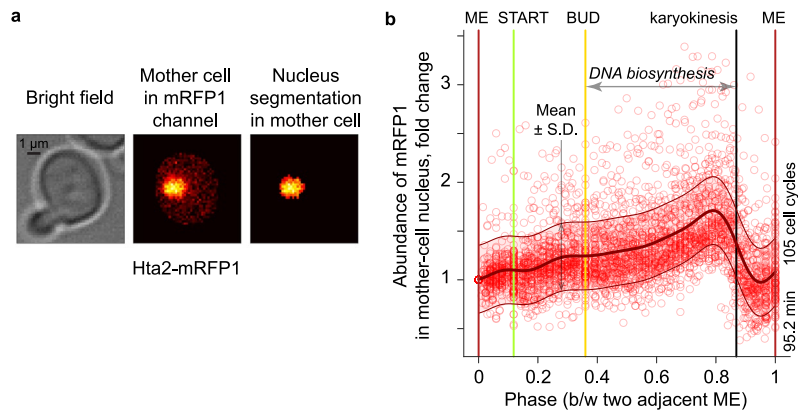 a
Bright field
Mother cell
in mRFP1
channel
Nucleus
segmentation
in mother cell
1 μm
Hta2-mRFP1
b
ME START BUD karyokinesis ME
DNA biosynthesis
Mean
± S.D.
Abundance of mRFP1
in mother-cell nucleus, fold change
3
2
1
95.2 min 105 cell cycles
0 0.2 0.4 0.6 0.8 1
Phase (b/w two adjacent ME)